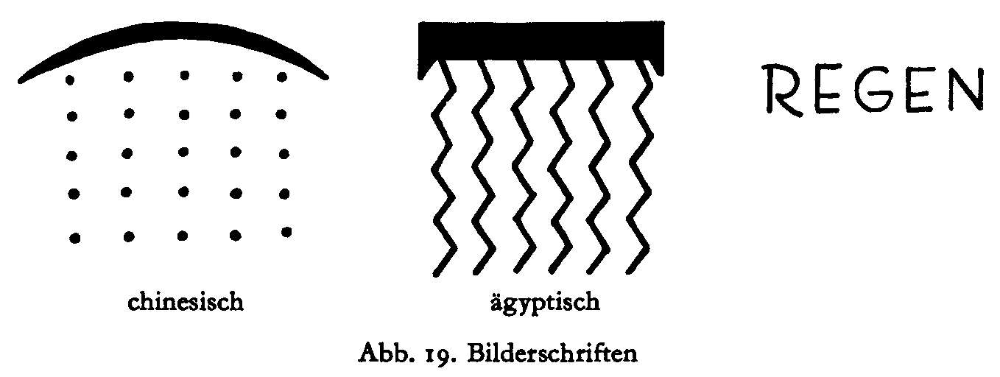 REGEN
chinesisch
ägyptisch
Abb. 19. Bilderschriften